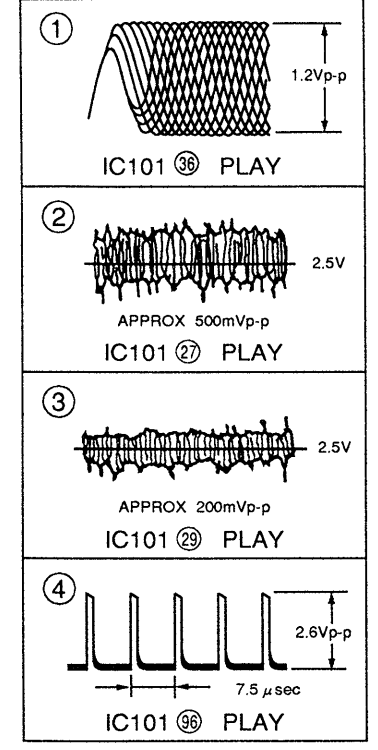 ①
1.2Vp-p
IC101 ㊱ PLAY
②
2.5V
APPROX 500mVp-p
IC101 ㉗ PLAY
③
2.5V
APPROX 200mVp-p
IC101 ㉙ PLAY
④
2.6Vp-p
7.5 μsec
IC101 (96) PLAY